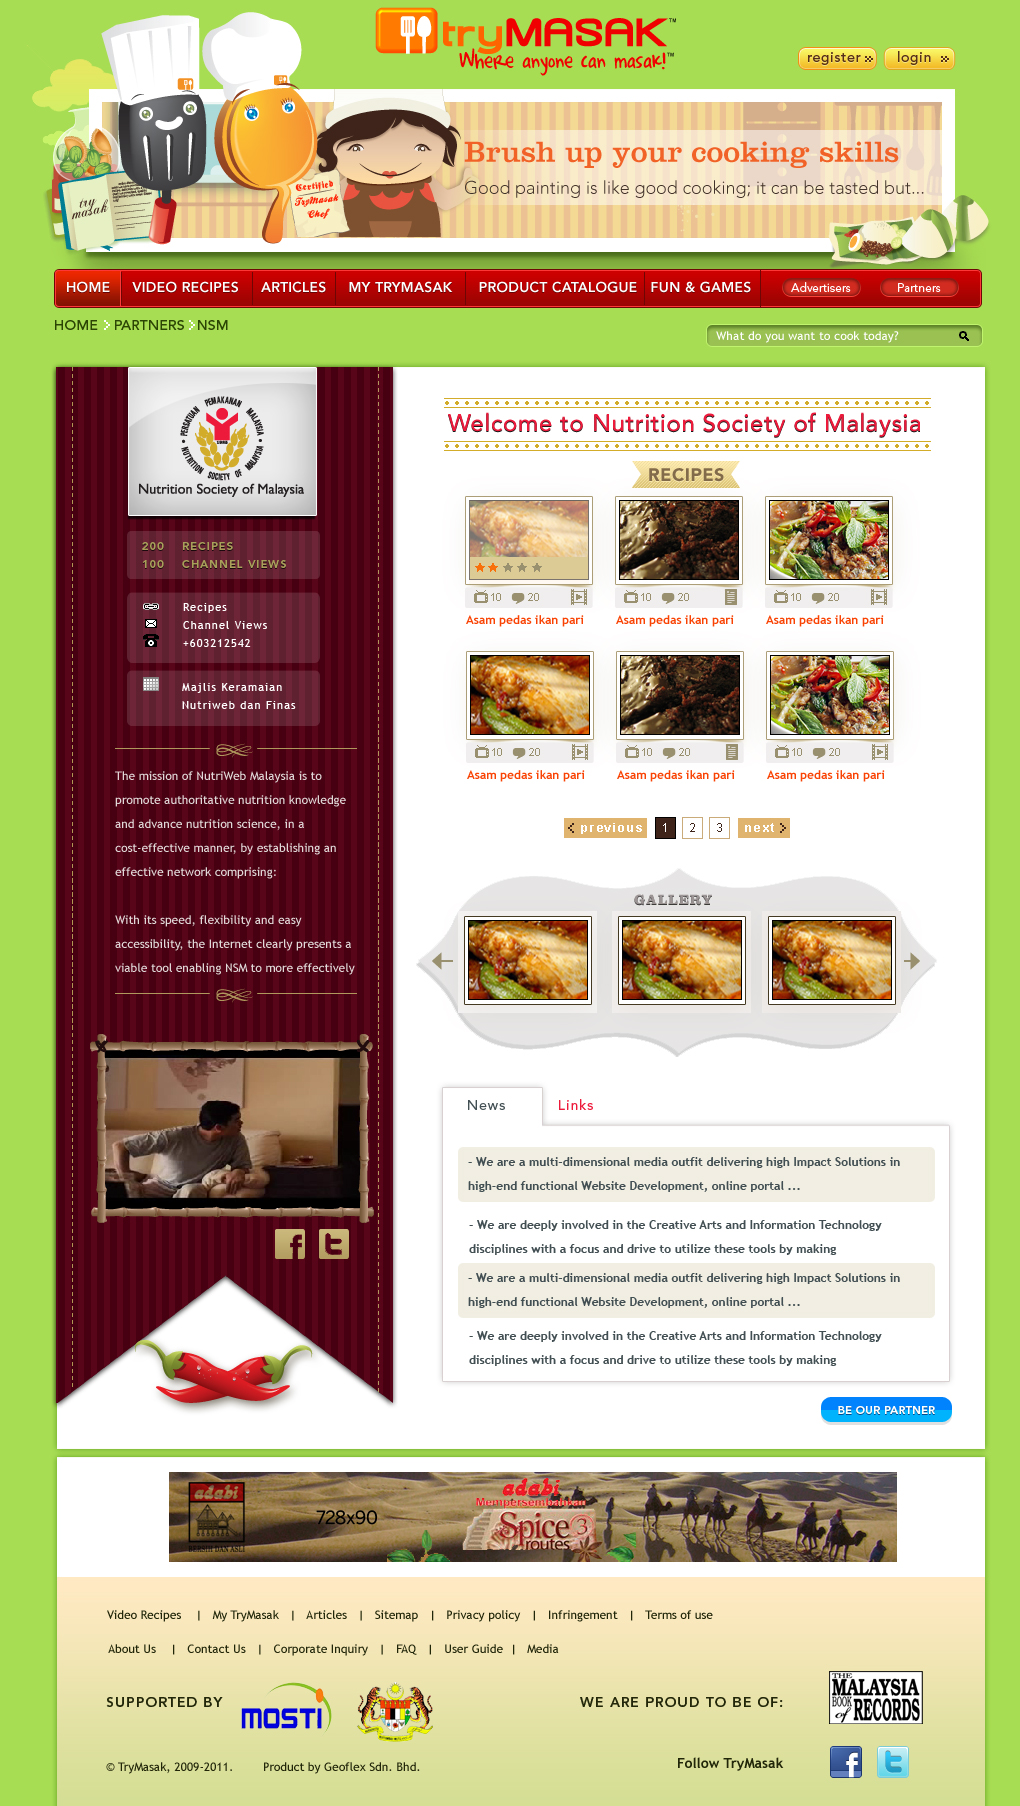 tryMASAK™
Where anyone can masak!™
register
login
try masak
Certified
TryMasak
Chef
Brush up your cooking skills
Good painting is like good cooking; it can be tasted but...
HOME VIDEO RECIPES ARTICLES MY TRYMASAK PRODUCT CATALOGUE FUN & GAMES Advertisers Partners
HOME PARTNERS NSM
What do you want to cook today?
PERSATUAN PEMAKANAN MALAYSIA
NUTRITION SOCIETY OF MALAYSIA
Nutrition Society of Malaysia
200 RECIPES
100 CHANNEL VIEWS
Recipes
Channel Views
+603212542
Majlis Keramaian
Nutriweb dan Finas
The mission of NutriWeb Malaysia is to
promote authoritative nutrition knowledge
and advance nutrition science, in a
cost-effective manner, by establishing an
effective network comprising:
With its speed, flexibility and easy
accessibility, the Internet clearly presents a
viable tool enabling NSM to more effectively
Welcome to Nutrition Society of Malaysia
RECIPES
10 20 10 20 10 20
Asam pedas ikan pari Asam pedas ikan pari Asam pedas ikan pari
10 20 10 20 10 20
Asam pedas ikan pari Asam pedas ikan pari Asam pedas ikan pari
previous 1 2 3 next
GALLERY
News Links
- We are a multi-dimensional media outfit delivering high Impact Solutions in
high-end functional Website Development, online portal ...
- We are deeply involved in the Creative Arts and Information Technology
disciplines with a focus and drive to utilize these tools by making
- We are a multi-dimensional media outfit delivering high Impact Solutions in
high-end functional Website Development, online portal ...
- We are deeply involved in the Creative Arts and Information Technology
disciplines with a focus and drive to utilize these tools by making
BE OUR PARTNER
adabi
BERSIH DAN ASLI
728x90
adabi
Mempersembahkan
Spice 3
routes
Video Recipes | My TryMasak | Articles | Sitemap | Privacy policy | Infringement | Terms of use
About Us | Contact Us | Corporate Inquiry | FAQ | User Guide | Media
SUPPORTED BY
MOSTI
WE ARE PROUD TO BE OF:
THE
MALAYSIA
BOOK of RECORDS
© TryMasak, 2009-2011. Product by Geoflex Sdn. Bhd.
Follow TryMasak